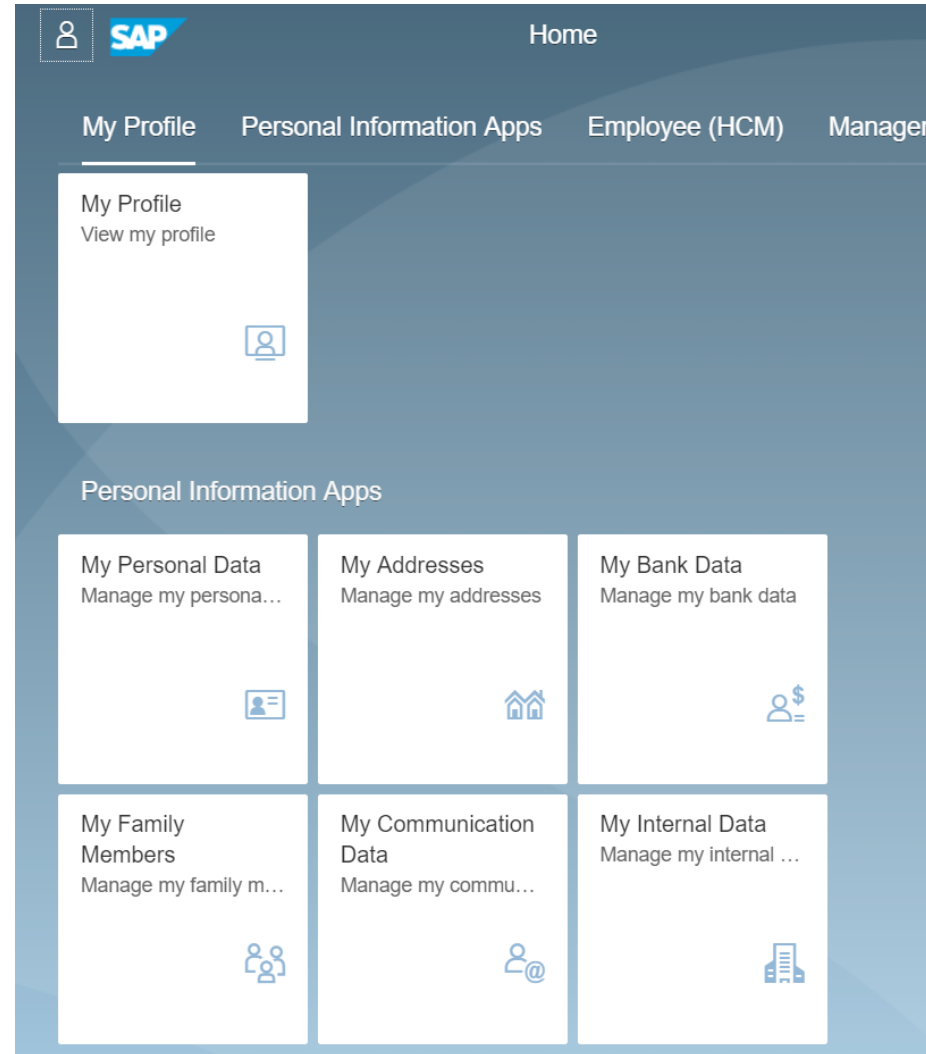 SAP Home
My Profile Personal Information Apps Employee (HCM) Manager
My Profile
View my profile
Personal Information Apps
My Personal Data
Manage my persona...
My Addresses
Manage my addresses
My Bank Data
Manage my bank data
$
My Family
Members
Manage my family m...
My Communication
Data
Manage my commu...
@
My Internal Data
Manage my internal ...